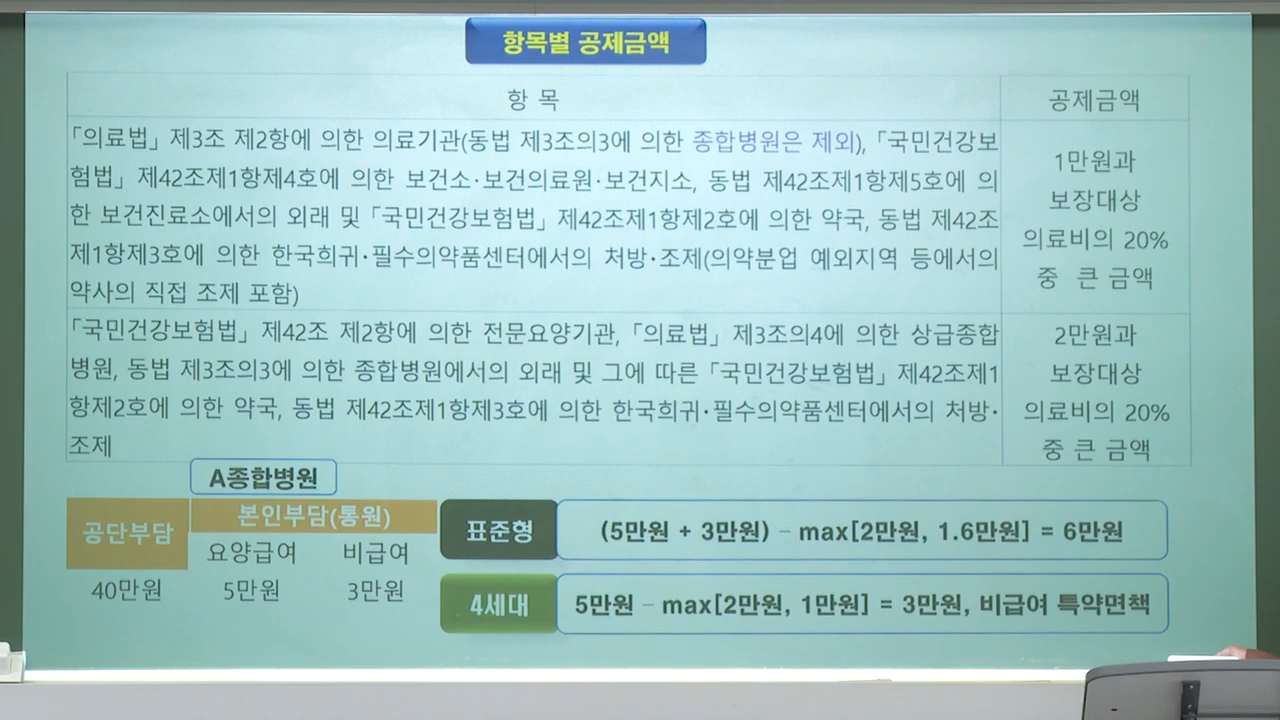 항목별 공제금액
항 목
공제금액
「의료법」 제3조 제2항에 의한 의료기관(동법 제3조의3에 의한 종합병원은 제외), 「국민건강보
험법」 제42조제1항제4호에 의한 보건소·보건의료원·보건지소, 동법 제42조제1항제5호에 의
한 보건진료소에서의 외래 및 「국민건강보험법」 제42조제1항제2호에 의한 약국, 동법 제42조
제1항제3호에 의한 한국희귀·필수의약품센터에서의 처방·조제(의약분업 예외지역 등에서의
약사의 직접 조제 포함)
1만원과
보장대상
의료비의 20%
중 큰 금액
「국민건강보험법」 제42조 제2항에 의한 전문요양기관, 「의료법」 제3조의4에 의한 상급종합
병원, 동법 제3조의3에 의한 종합병원에서의 외래 및 그에 따른 「국민건강보험법」 제42조제1
항제2호에 의한 약국, 동법 제42조제1항제3호에 의한 한국희귀·필수의약품센터에서의 처방·
조제
2만원과
보장대상
의료비의 20%
중 큰 금액
A종합병원
공단부담
본인부담(통원)
요양급여 비급여
40만원 5만원 3만원
표준형
(5만원 + 3만원) - max[2만원, 1.6만원] = 6만원
4세대
5만원 - max[2만원, 1만원] = 3만원, 비급여 특약면책